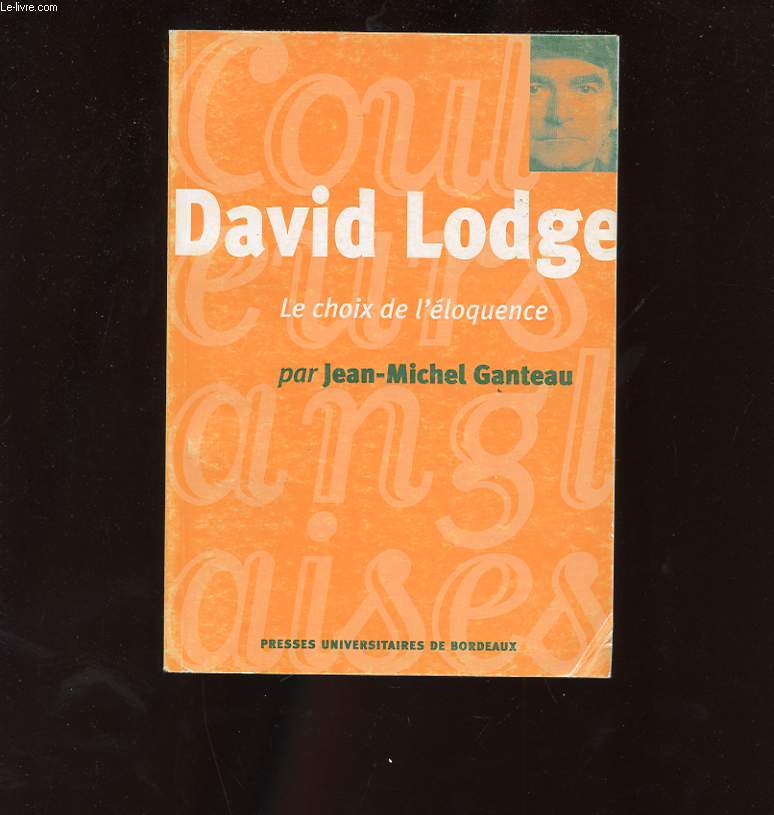 Le-livre.com
Coul
David Lodge
eurs
Le choix de l'éloquence
par Jean-Michel Ganteau
angl
aises
PRESSES UNIVERSITAIRES DE BORDEAUX